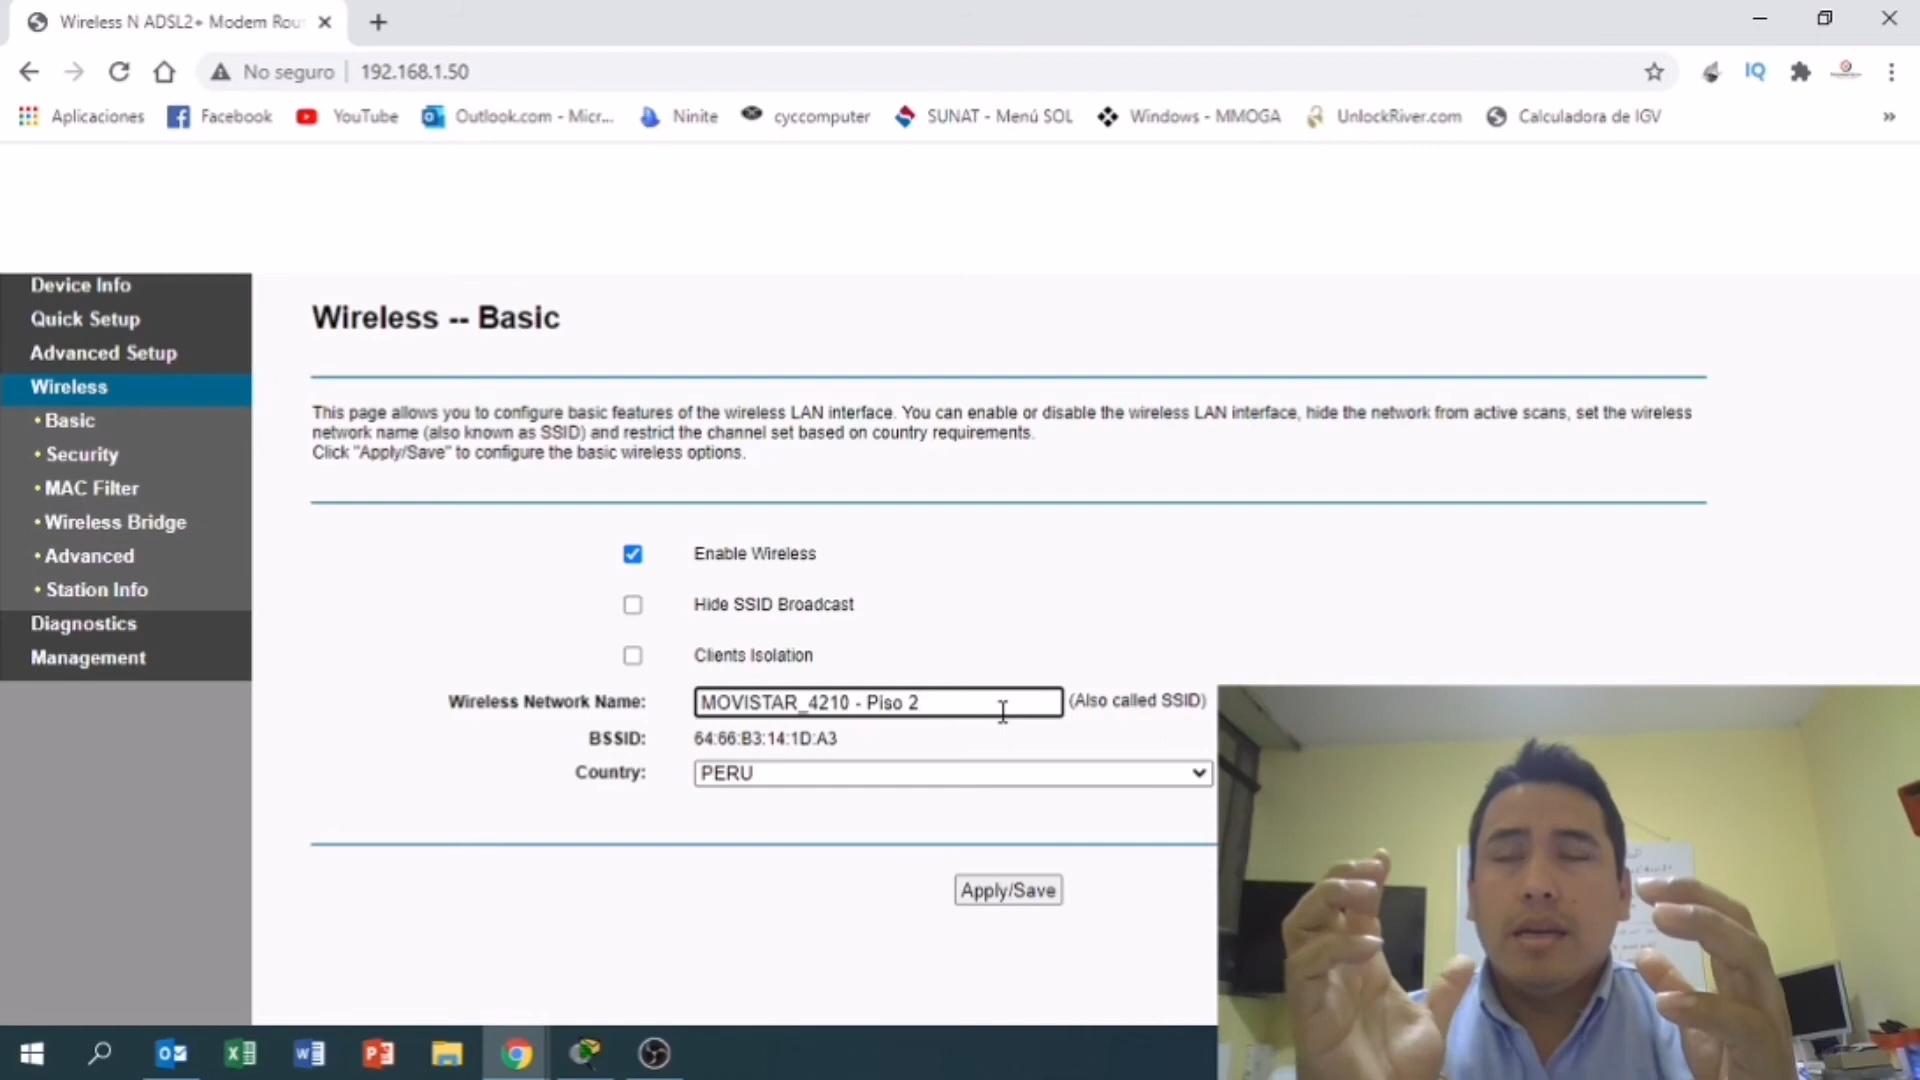 Wireless N ADSL2+ Modem Rou
No seguro 192.168.1.50
IQ
Aplicaciones Facebook YouTube Outlook.com - Micr... Ninite cyccomputer SUNAT - Menú SOL Windows - MMOGA UnlockRiver.com Calculadora de IGV »
Device Info
Quick Setup
Advanced Setup
Wireless
• Basic
• Security
• MAC Filter
• Wireless Bridge
• Advanced
• Station Info
Diagnostics
Management
Wireless -- Basic
This page allows you to configure basic features of the wireless LAN interface. You can enable or disable the wireless LAN interface, hide the network from active scans, set the wireless
network name (also known as SSID) and restrict the channel set based on country requirements.
Click "Apply/Save" to configure the basic wireless options.
Enable Wireless
Hide SSID Broadcast
Clients Isolation
Wireless Network Name: MOVISTAR_4210 - Piso 2 (Also called SSID)
BSSID: 64:66:B3:14:1D:A3
Country: PERU
Apply/Save